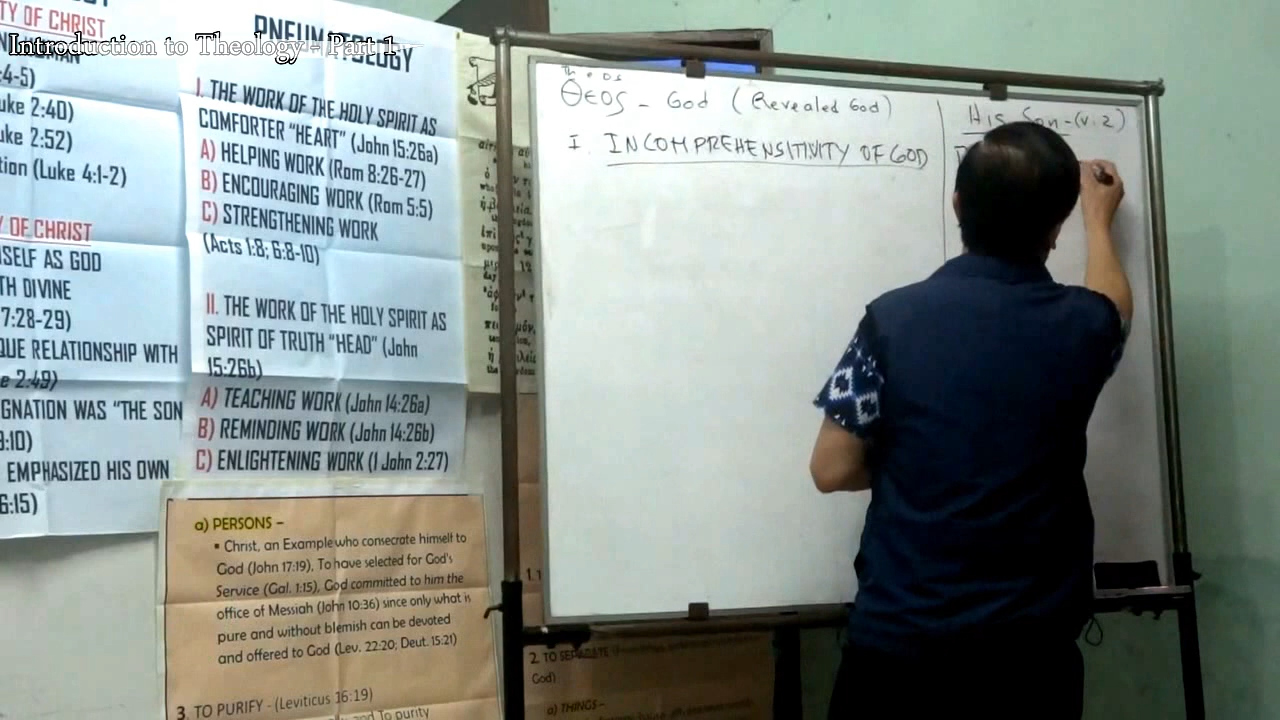 Introduction to Theology - Part 1
TY OF CHRIST
:4-5)
uke 2:40)
uke 2:52)
tion (Luke 4:1-2)
Y OF CHRIST
SELF AS GOD
TH DIVINE
7:28-29)
QUE RELATIONSHIP WITH
e 2:49)
GNATION WAS "THE SON
:10)
EMPHASIZED HIS OWN
6:15)
PNEUMATOLOGY
I. THE WORK OF THE HOLY SPIRIT AS
COMFORTER "HEART" (John 15:26a)
A) HELPING WORK (Rom 8:26-27)
B) ENCOURAGING WORK (Rom 5:5)
C) STRENGTHENING WORK
(Acts 1:8; 6:8-10)
II. THE WORK OF THE HOLY SPIRIT AS
SPIRIT OF TRUTH "HEAD" (John
15:26b)
A) TEACHING WORK (John 14:26a)
B) REMINDING WORK (John 14:26b)
C) ENLIGHTENING WORK (I John 2:27)
a) PERSONS –
▪ Christ, an Example who consecrate himself to
God (John 17:19), To have selected for God's
Service (Gal. 1:15), God committed to him the
office of Messiah (John 10:36) since only what is
pure and without blemish can be devoted
and offered to God (Lev. 22:20; Deut. 15:21)
3. TO PURIFY - (Leviticus 16:19)
and To purify
Th e Os
ΘEOS - God (Revealed God)
I. INCOMPREHENSITIVITY OF GOD
His Son - (v. 2)
2. TO SEPARATE
God)
a) THINGS –